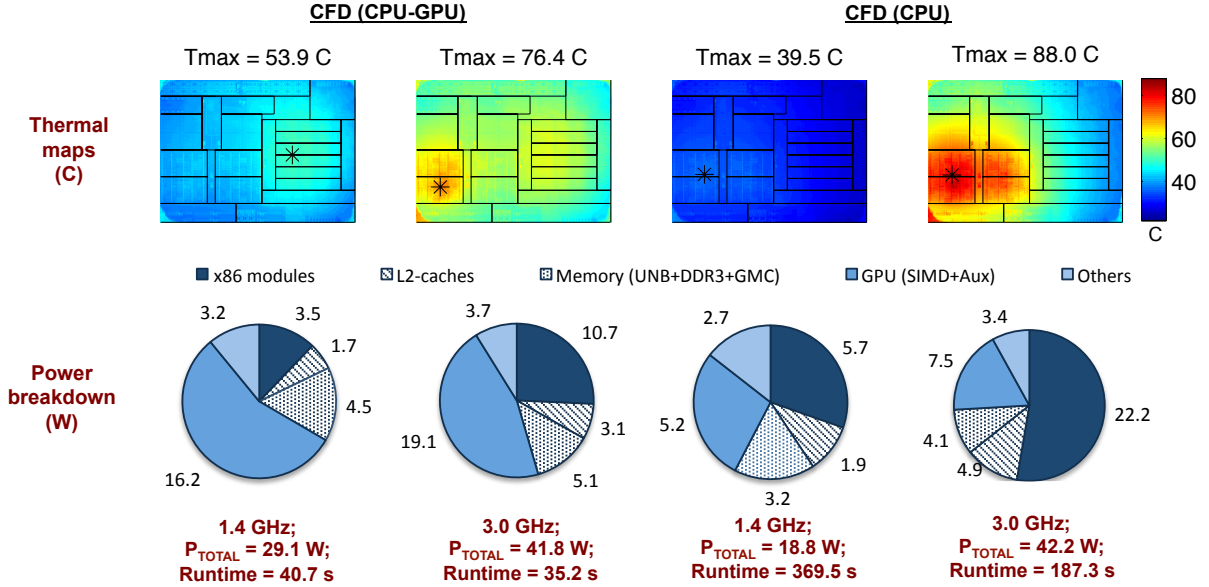 CFD (CPU-GPU)
CFD (CPU)
Tmax = 53.9 C
Tmax = 76.4 C
Tmax = 39.5 C
Tmax = 88.0 C
Thermal
maps
(C)
80
60
40
C
x86 modules
L2-caches
Memory (UNB+DDR3+GMC)
GPU (SIMD+Aux)
Others
Power
breakdown
(W)
3.2
3.5
1.7
4.5
16.2
3.7
10.7
3.1
5.1
19.1
2.7
5.7
1.9
3.2
5.2
3.4
22.2
4.9
4.1
7.5
1.4 GHz;
P_TOTAL = 29.1 W;
Runtime = 40.7 s
3.0 GHz;
P_TOTAL = 41.8 W;
Runtime = 35.2 s
1.4 GHz;
P_TOTAL = 18.8 W;
Runtime = 369.5 s
3.0 GHz;
P_TOTAL = 42.2 W;
Runtime = 187.3 s